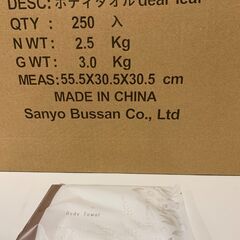 DESC: ボディタオル dear leaf
QTY : 250 入
N WT: 2.5 Kg
G WT: 3.0 Kg
MEAS: 55.5X30.5X30.5 cm
MADE IN CHINA
Sanyo Bussan Co., Ltd
Body Towel